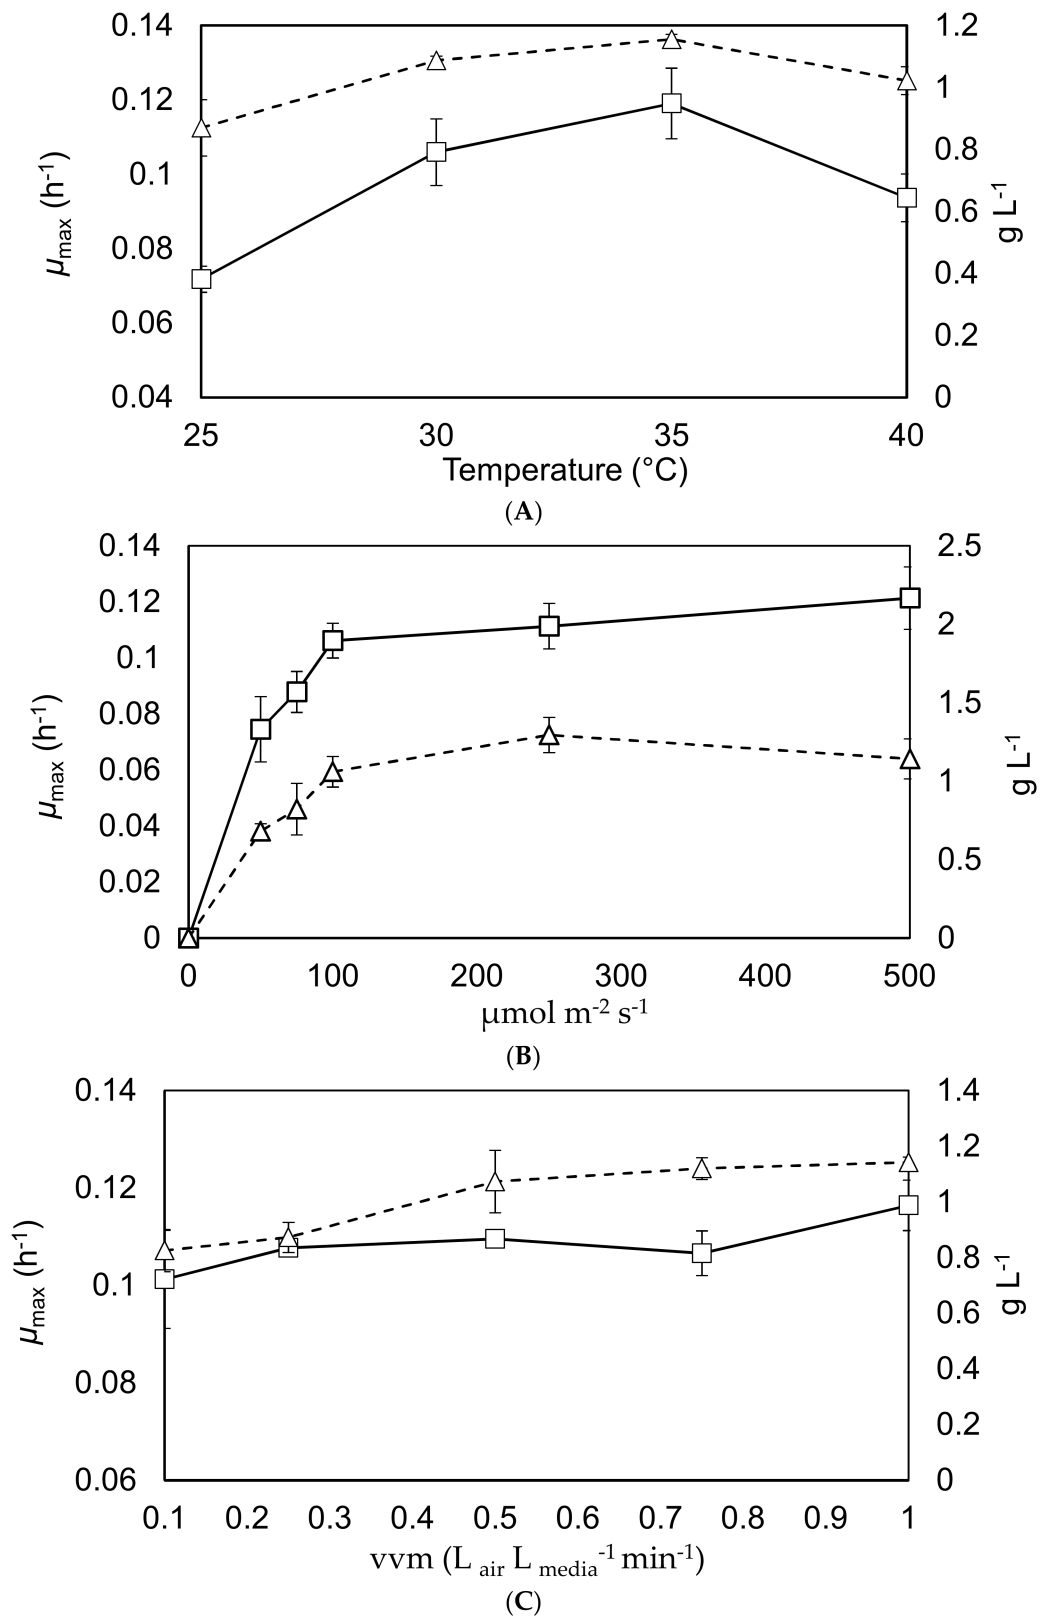 0.14
0.12
0.1
0.08
0.06
0.04
µmax (h-1)
1.2
1
0.8
0.6
0.4
0.2
0
g L-1
25 30 35 40
Temperature (°C)
(A)
0.14
0.12
0.1
0.08
0.06
0.04
0.02
0
µmax (h-1)
2.5
2
1.5
1
0.5
0
g L-1
0 100 200 300 400 500
µmol m-2 s-1
(B)
0.14
0.12
0.1
0.08
0.06
µmax (h-1)
1.4
1.2
1
0.8
0.6
0.4
0.2
0
g L-1
0.1 0.2 0.3 0.4 0.5 0.6 0.7 0.8 0.9 1
vvm (L air L media-1 min-1)
(C)